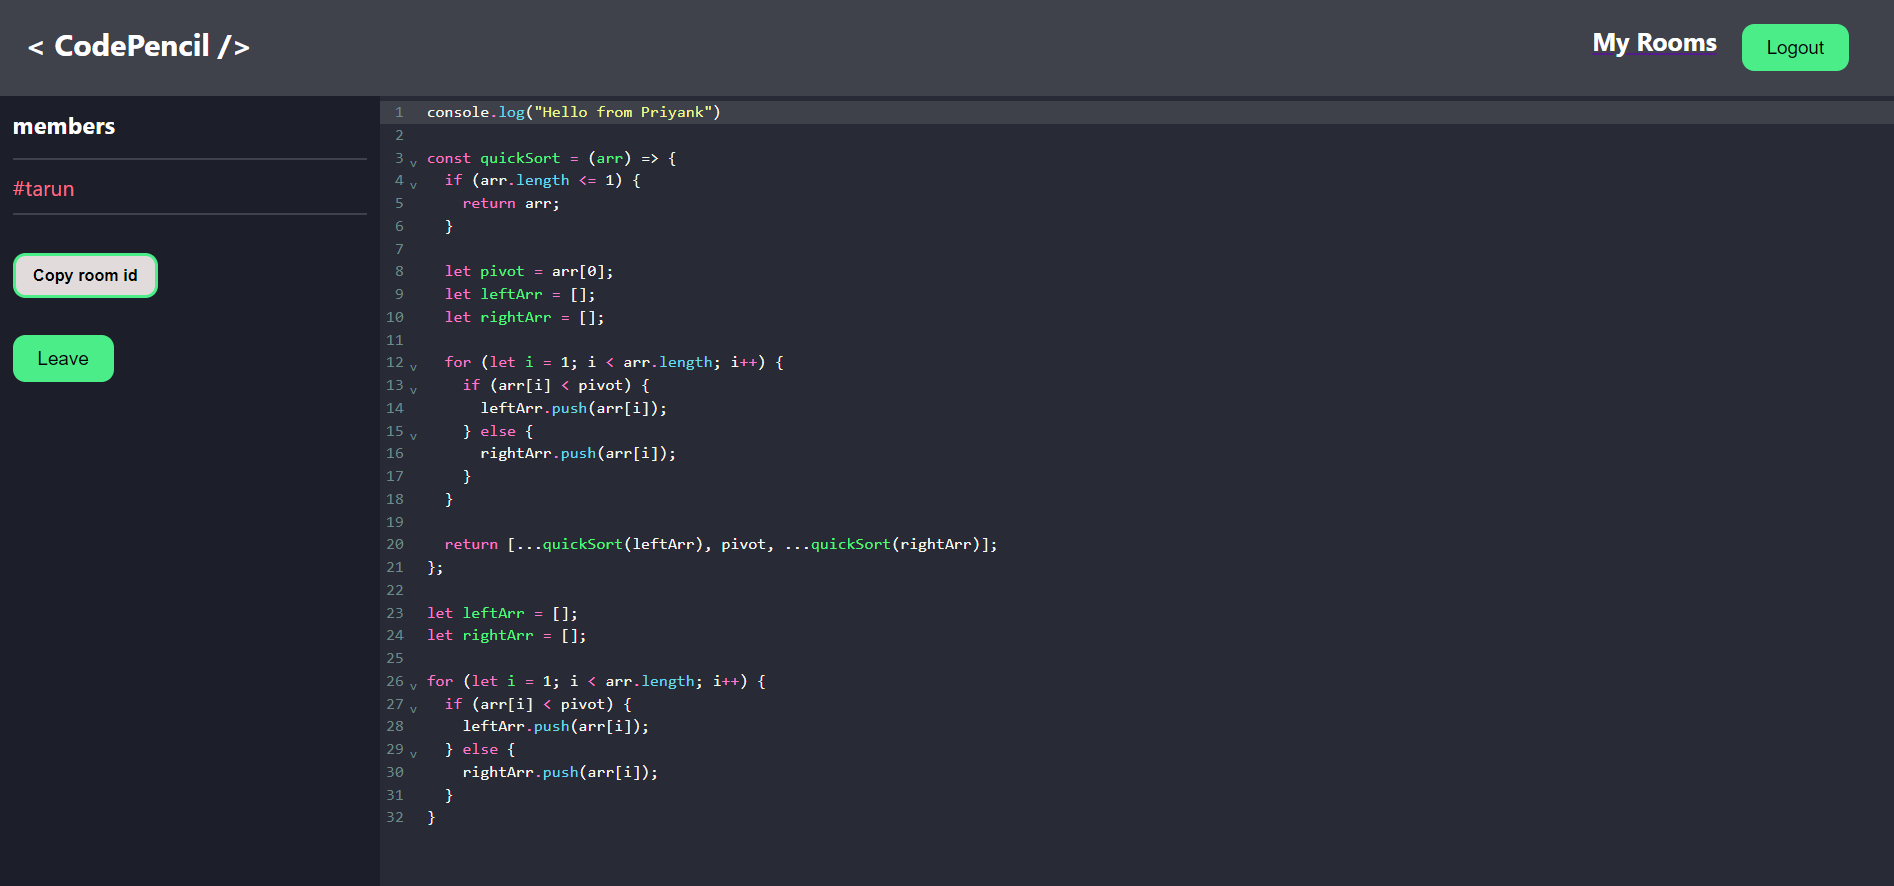 < CodePencil />
My Rooms
Logout
members
#tarun
Copy room id
Leave
1 console.log("Hello from Priyank")
2
3 const quickSort = (arr) => {
4   if (arr.length <= 1) {
5     return arr;
6   }
7
8   let pivot = arr[0];
9   let leftArr = [];
10   let rightArr = [];
11
12   for (let i = 1; i < arr.length; i++) {
13     if (arr[i] < pivot) {
14       leftArr.push(arr[i]);
15     } else {
16       rightArr.push(arr[i]);
17     }
18   }
19
20   return [...quickSort(leftArr), pivot, ...quickSort(rightArr)];
21 };
22
23 let leftArr = [];
24 let rightArr = [];
25
26 for (let i = 1; i < arr.length; i++) {
27   if (arr[i] < pivot) {
28     leftArr.push(arr[i]);
29   } else {
30     rightArr.push(arr[i]);
31   }
32 }